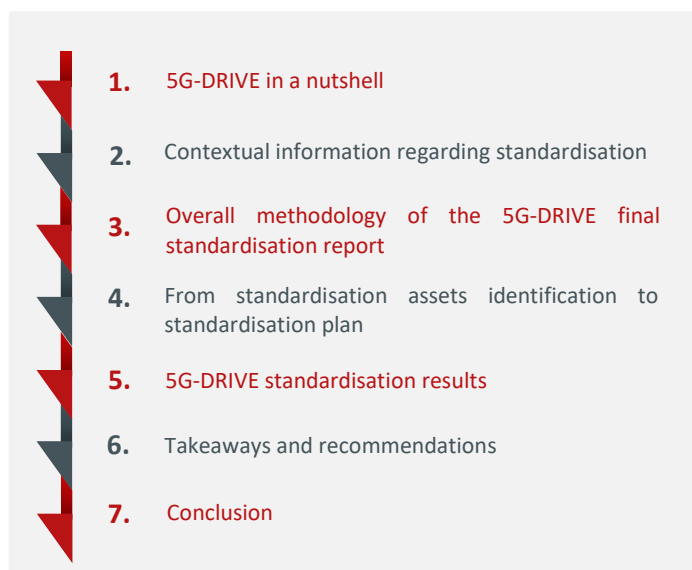 1. 5G-DRIVE in a nutshell
2. Contextual information regarding standardisation
3. Overall methodology of the 5G-DRIVE final
standardisation report
4. From standardisation assets identification to
standardisation plan
5. 5G-DRIVE standardisation results
6. Takeaways and recommendations
7. Conclusion